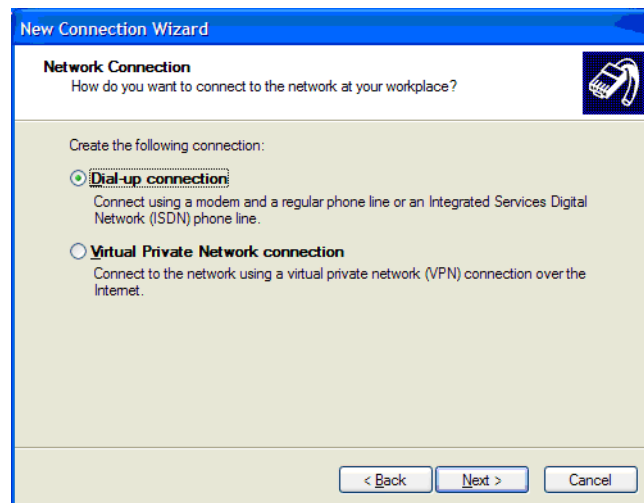 New Connection Wizard
Network Connection
How do you want to connect to the network at your workplace?
Create the following connection:
Dial-up connection
Connect using a modem and a regular phone line or an Integrated Services Digital
Network (ISDN) phone line.
Virtual Private Network connection
Connect to the network using a virtual private network (VPN) connection over the
Internet.
< Back
Next >
Cancel